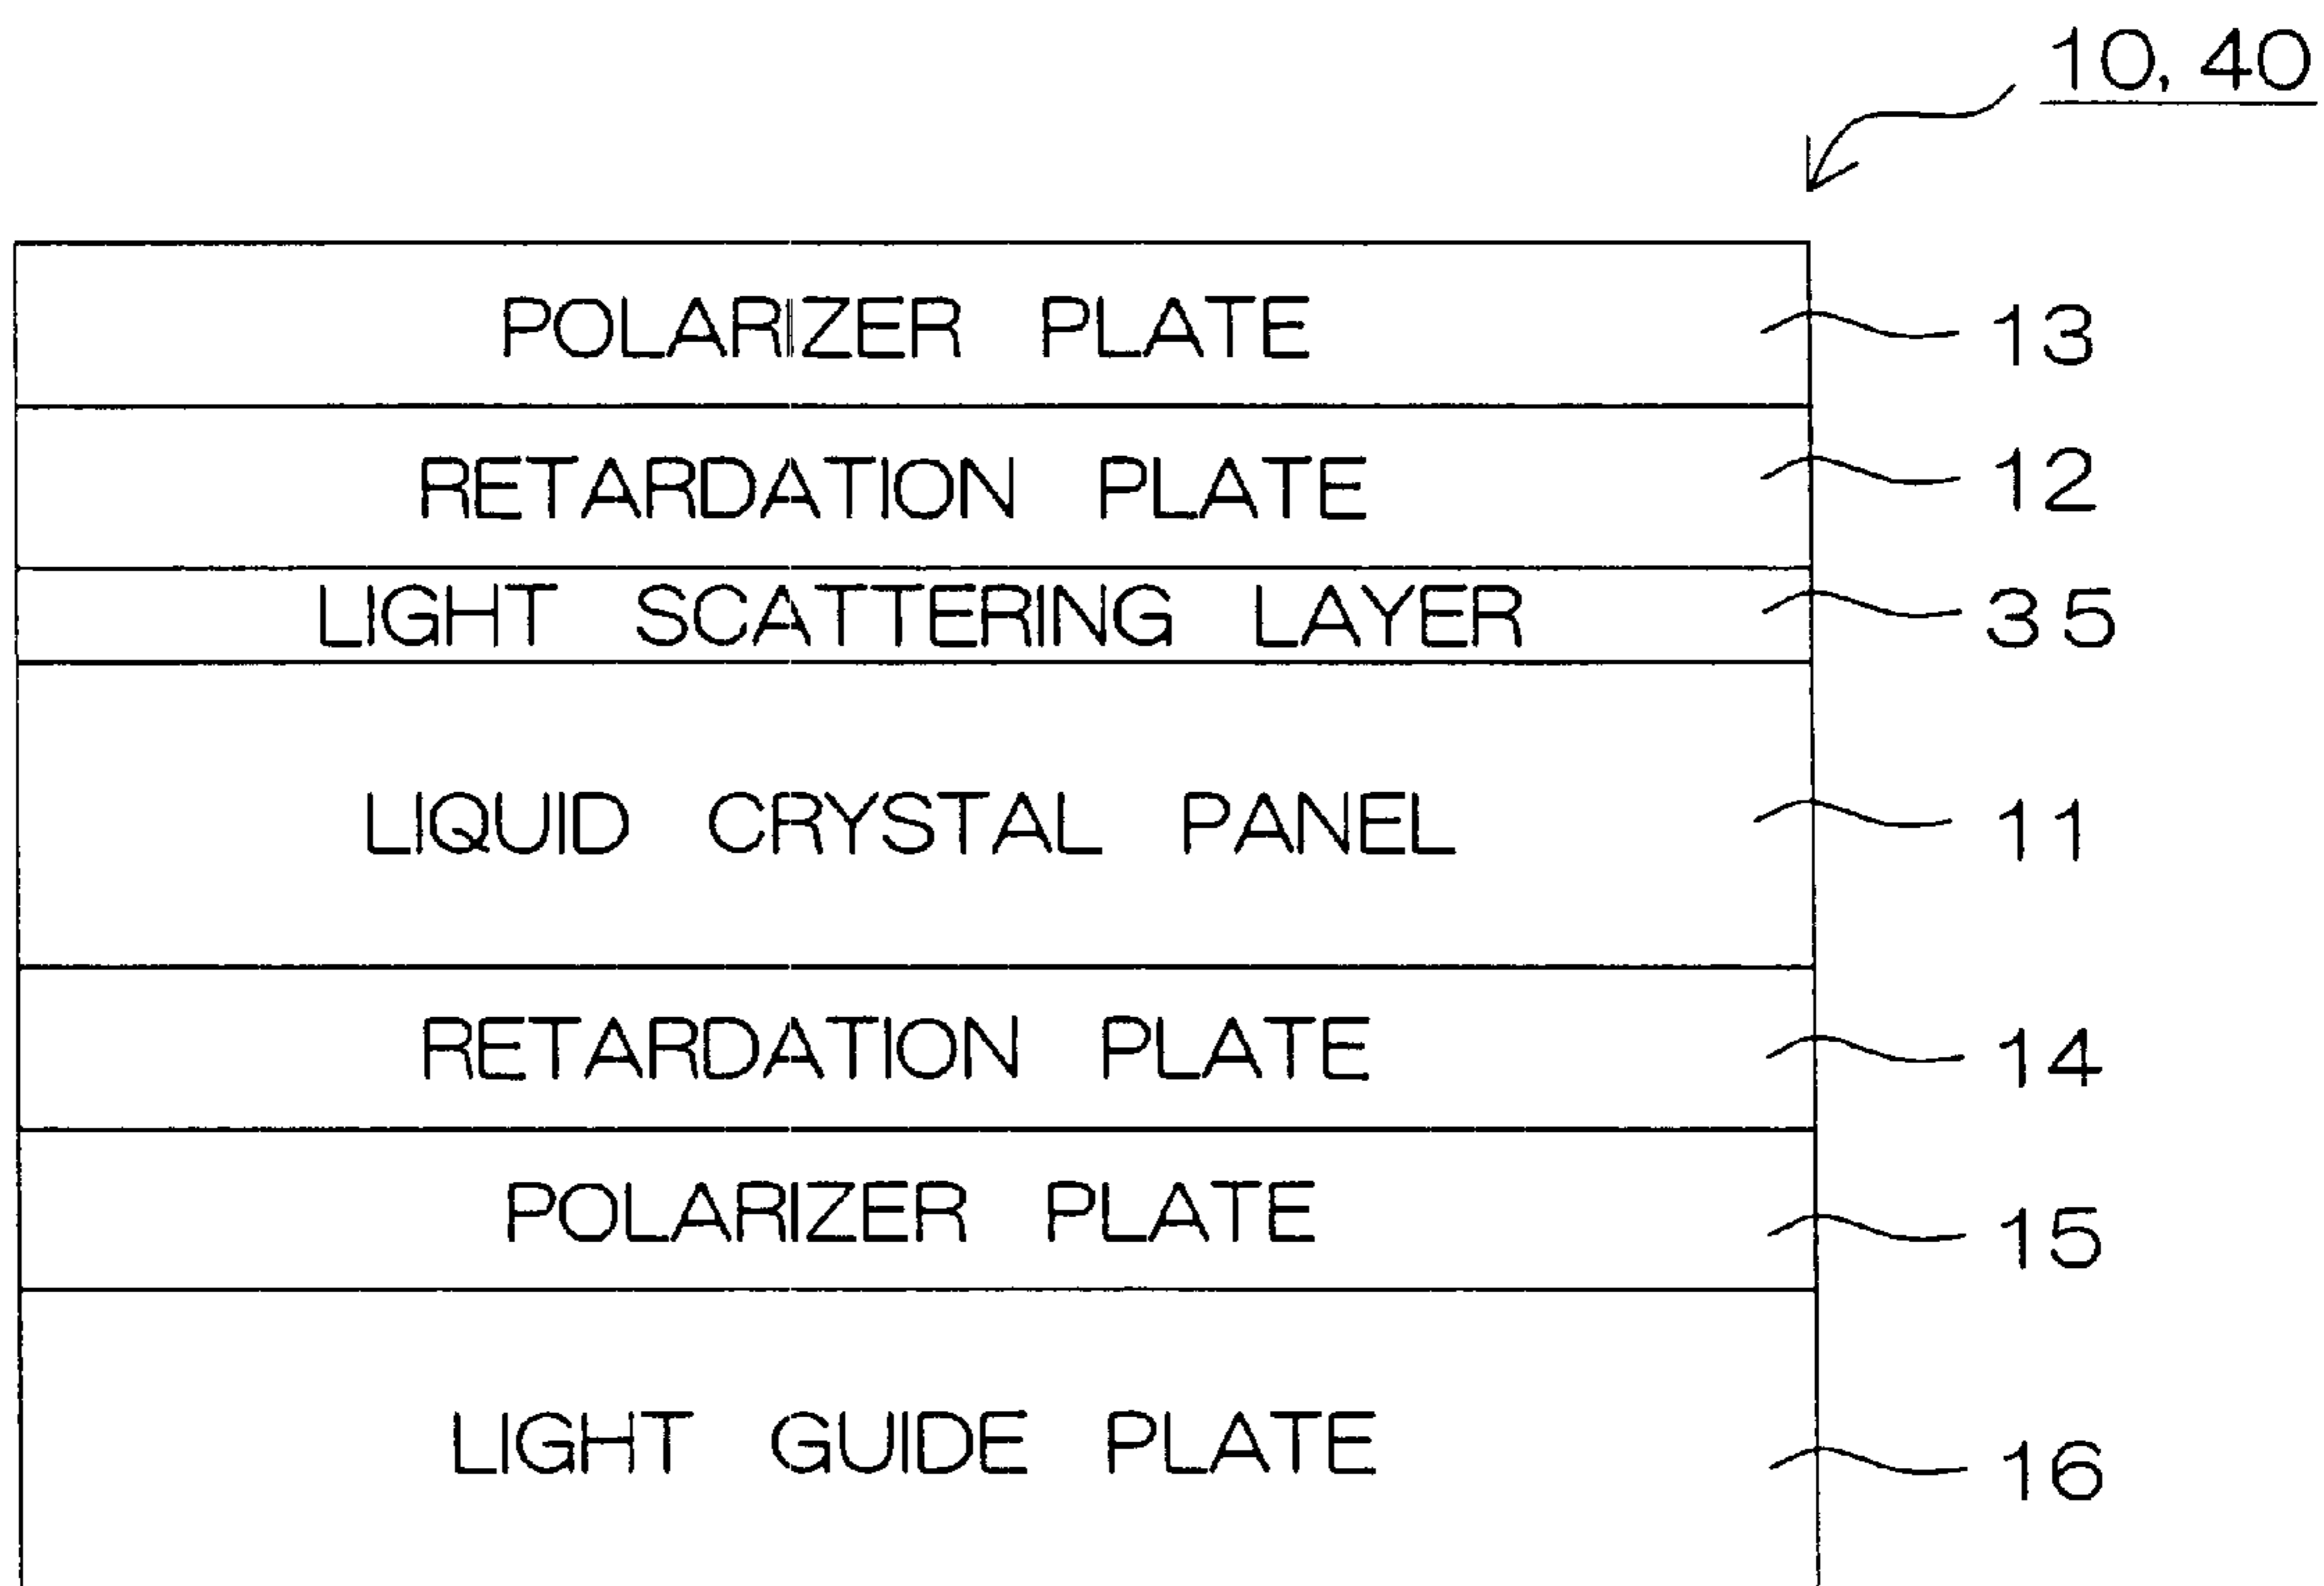 10, 40
POLARIZER PLATE 13
RETARDATION PLATE 12
LIGHT SCATTERING LAYER 35
LIQUID CRYSTAL PANEL 11
RETARDATION PLATE 14
POLARIZER PLATE 15
LIGHT GUIDE PLATE 16